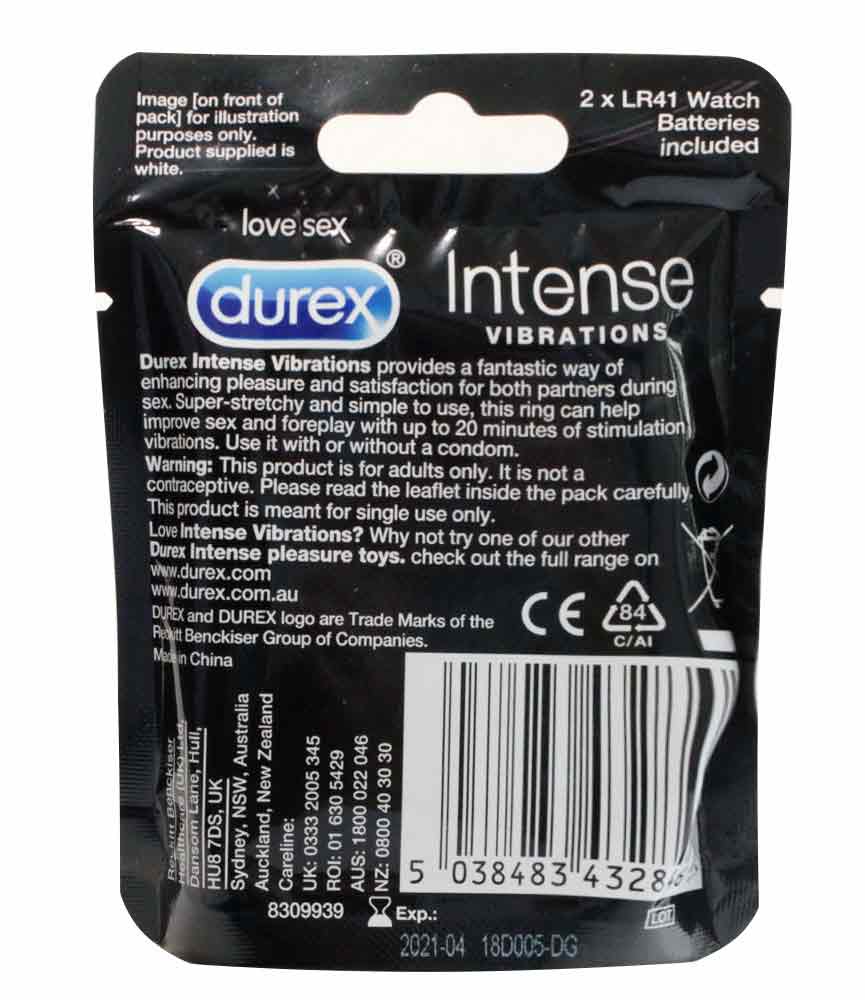 Image [on front of
pack] for illustration
purposes only.
Product supplied is
white.
2 x LR41 Watch
Batteries
included
love sex
durex®
Intense
VIBRATIONS
Durex Intense Vibrations provides a fantastic way of
enhancing pleasure and satisfaction for both partners during
sex. Super-stretchy and simple to use, this ring can help
improve sex and foreplay with up to 20 minutes of stimulation
vibrations. Use it with or without a condom.
Warning: This product is for adults only. It is not a
contraceptive. Please read the leaflet inside the pack carefully.
This product is meant for single use only.
Love Intense Vibrations? Why not try one of our other
Durex Intense pleasure toys. check out the full range on
www.durex.com
www.durex.com.au
DUREX and DUREX logo are Trade Marks of the
Reckitt Benckiser Group of Companies.
Made in China
CE
84
C/Al
Reckitt Benckiser
Healthcare (UK) Ltd,
Dansom Lane, Hull,
HU8 7DS, UK
Sydney, NSW, Australia
Auckland, New Zealand
Careline:
UK: 0333 2005 345
ROI: 01 630 5429
AUS: 1800 022 046
NZ: 0800 40 30 30
5 038483 4328
8309939
Exp.:
LOT
2021-04 18D005-DG